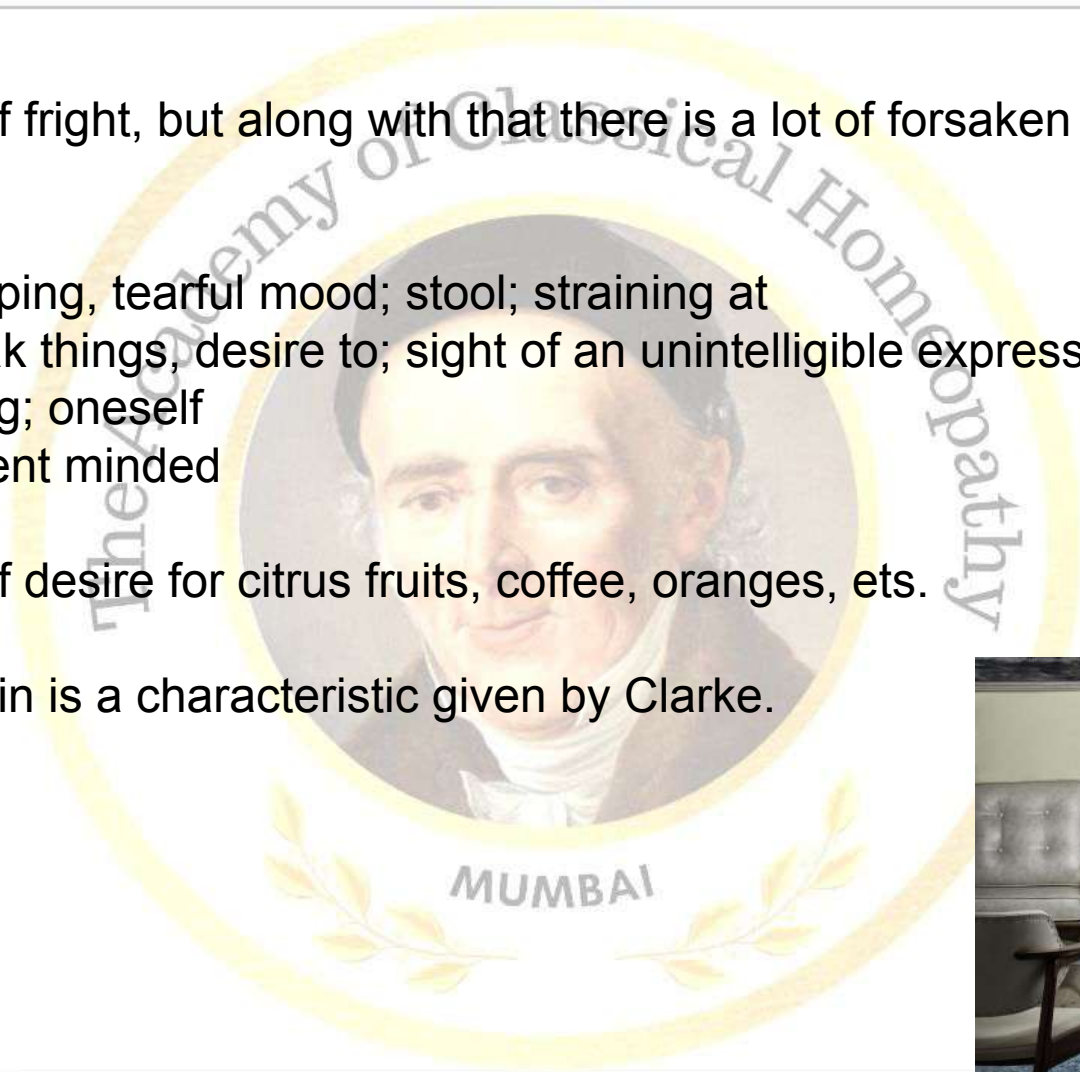 f fright, but along with that there is a lot of forsaken
ping, tearful mood; stool; straining at
k things, desire to; sight of an unintelligible express
g; oneself
ent minded
f desire for citrus fruits, coffee, oranges, ets.
in is a characteristic given by Clarke.
The Academy of Classical Homeopathy
MUMBAI